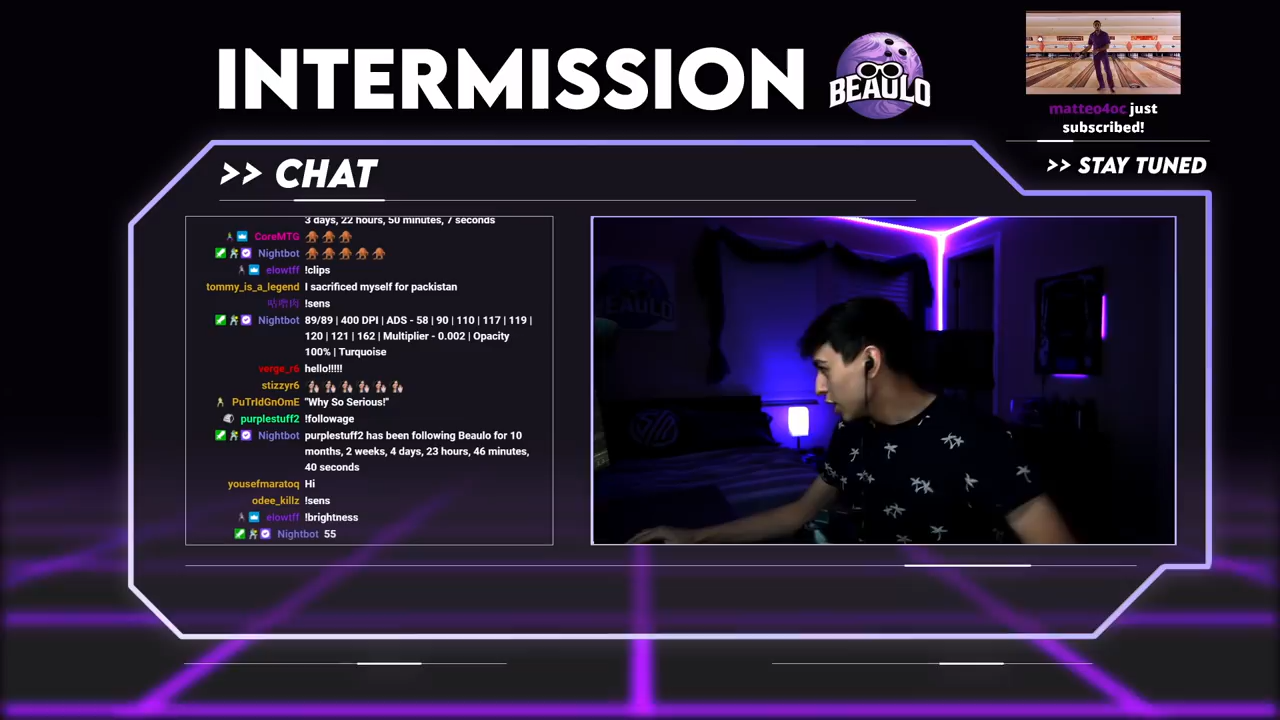 INTERMISSION
BEAULO
matteo4oc just
subscribed!
>> CHAT
>> STAY TUNED
3 days, 22 hours, 50 minutes, 7 seconds
CoreMTG
Nightbot
elowtff !clips
tommy_is_a_legend I sacrificed myself for packistan
!sens
Nightbot 89/89 | 400 DPI | ADS - 58 | 90 | 110 | 117 | 119 |
120 | 121 | 162 | Multiplier - 0.002 | Opacity
100% | Turquoise
verge_r6 hello!!!!!
stizzyr6
PuTrIdGnOmE "Why So Serious!"
purplestuff2 !followage
Nightbot purplestuff2 has been following Beaulo for 10
months, 2 weeks, 4 days, 23 hours, 46 minutes,
40 seconds
yousefmaratoq Hi
odee_killz !sens
elowtff !brightness
Nightbot 55
BEAULO